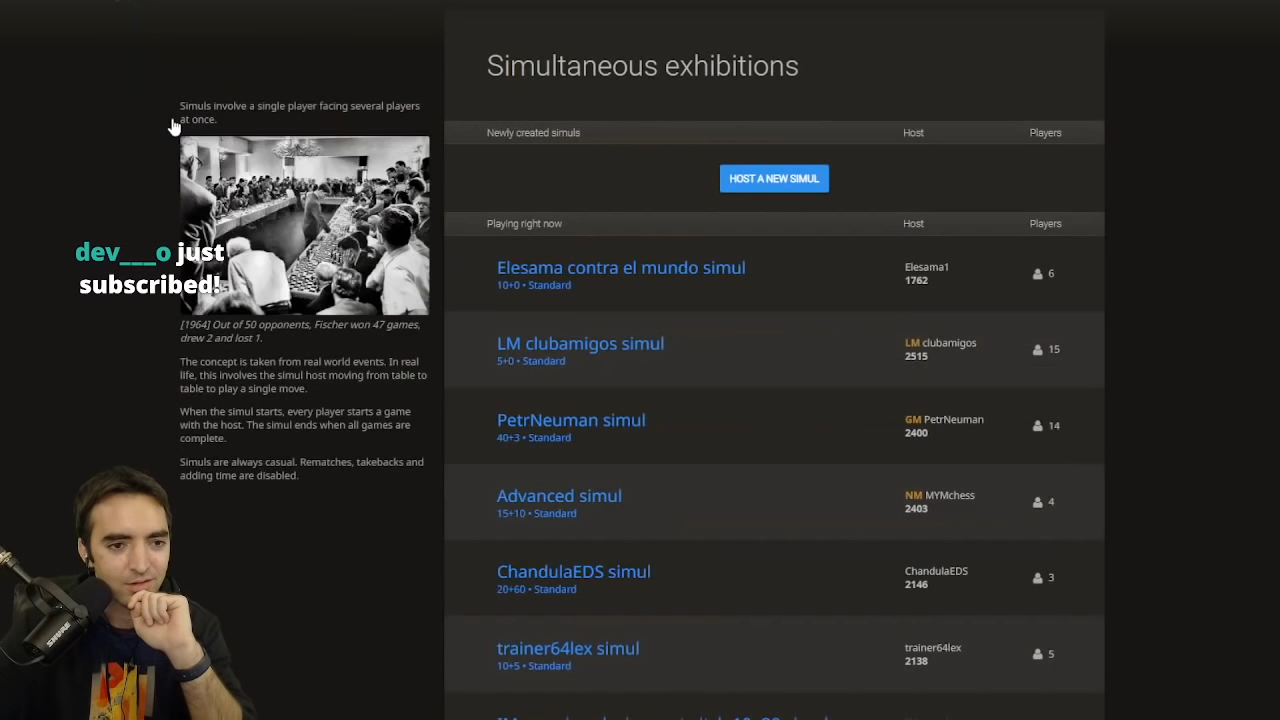 Simultaneous exhibitions
Simuls involve a single player facing several players
at once.
[1964] Out of 50 opponents, Fischer won 47 games,
drew 2 and lost 1.
The concept is taken from real world events. In real
life, this involves the simul host moving from table to
table to play a single move.
When the simul starts, every player starts a game
with the host. The simul ends when all games are
complete.
Simuls are always casual. Rematches, takebacks and
adding time are disabled.
dev___o just
subscribed!
SHURE
Newly created simuls Host Players
HOST A NEW SIMUL
Playing right now Host Players
Elesama contra el mundo simul Elesama1 6
10+0 • Standard 1762
LM clubamigos simul LM clubamigos 15
5+0 • Standard 2515
PetrNeuman simul GM PetrNeuman 14
40+3 • Standard 2400
Advanced simul NM MYMchess 4
15+10 • Standard 2403
ChandulaEDS simul ChandulaEDS 3
20+60 • Standard 2146
trainer64lex simul trainer64lex 5
10+5 • Standard 2138